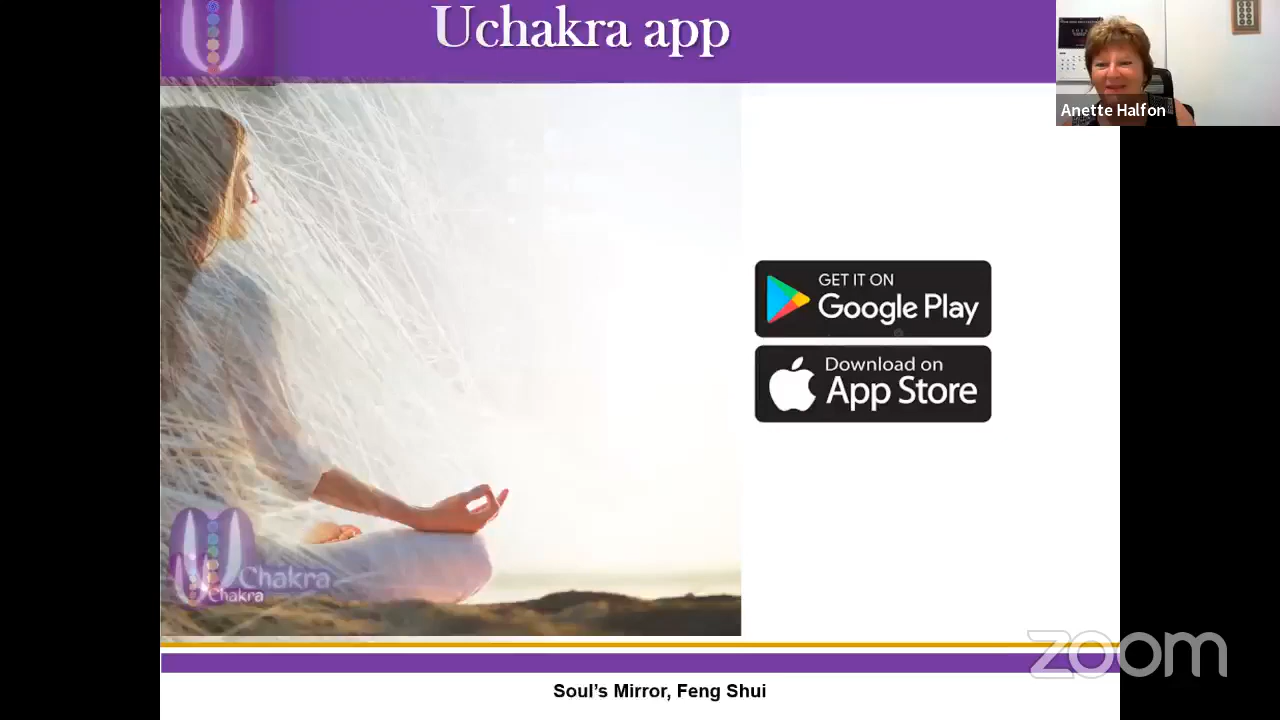 Uchakra app
Anette Halfon
GET IT ON
Google Play
Download on
App Store
Chakra
Chakra
zoom
Soul's Mirror, Feng Shui